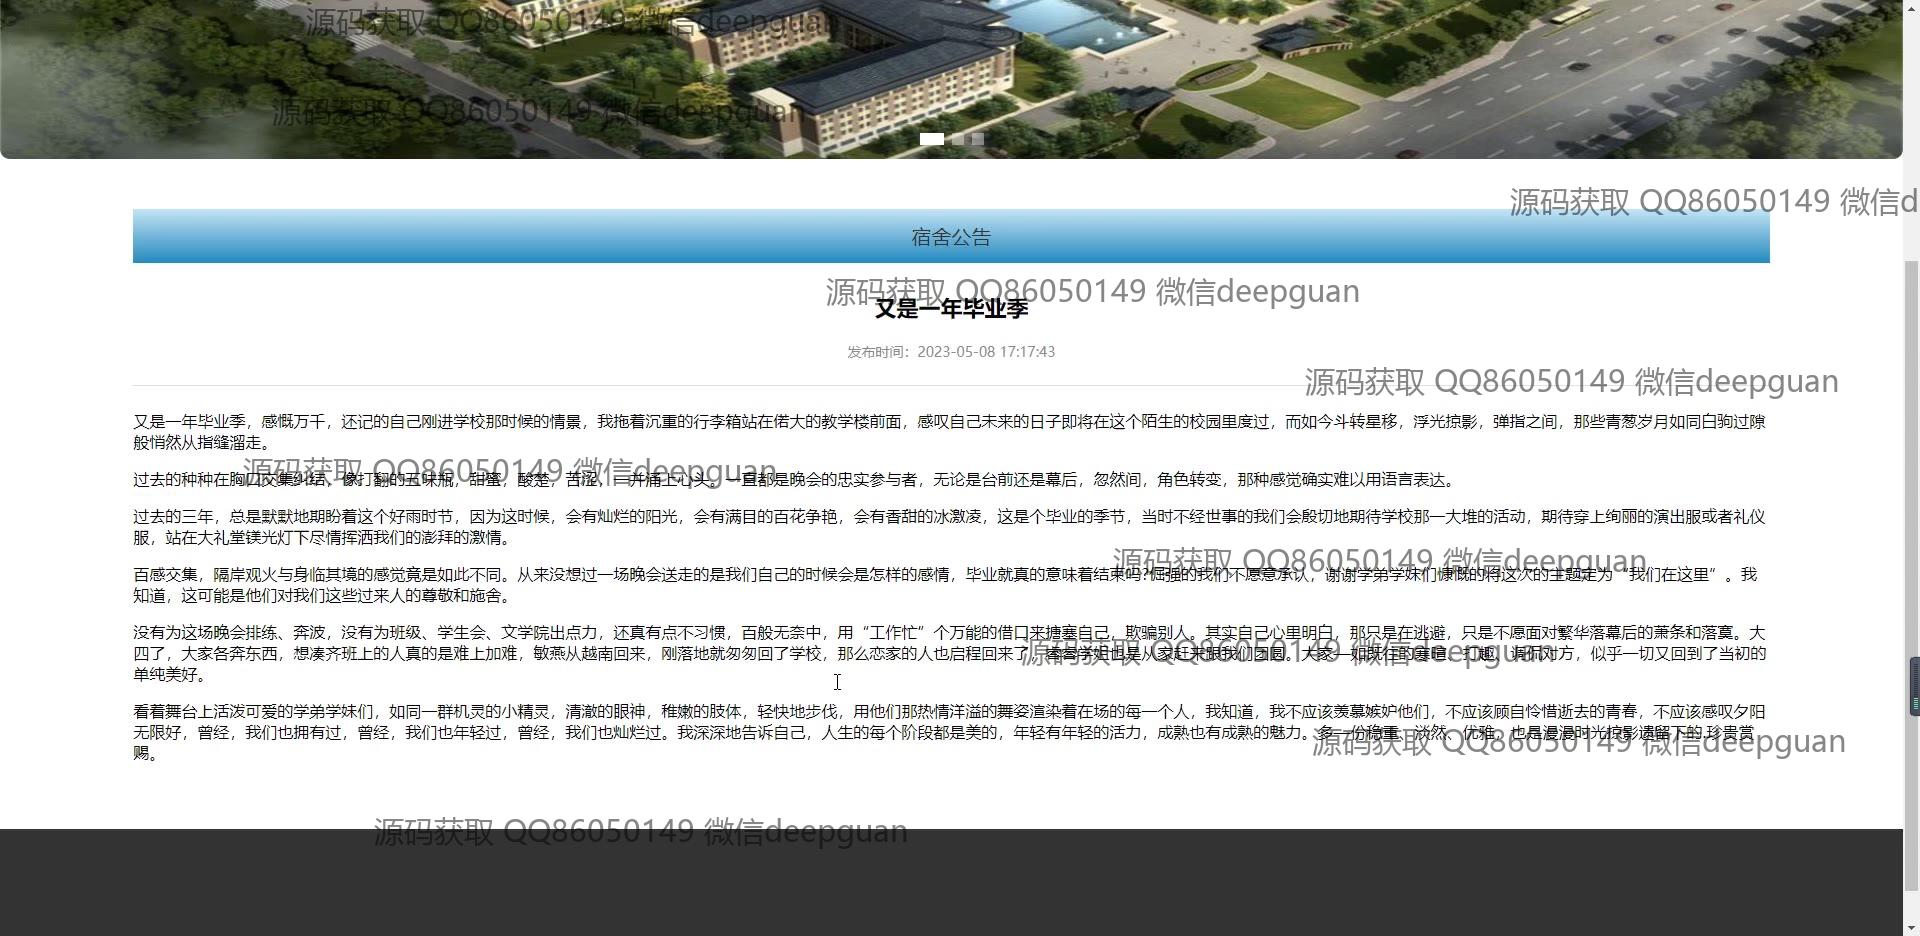 源码获取 QQ86050149 微信deepguan
源码获取 QQ86050149 微信deepguan
源码获取 QQ86050149 微信d
宿舍公告
源码获取 QQ86050149 微信deepguan
又是一年毕业季
发布时间：2023-05-08 17:17:43
源码获取 QQ86050149 微信deepguan
又是一年毕业季，感慨万千，还记的自己刚进学校那时候的情景，我拖着沉重的行李箱站在偌大的教学楼前面，感叹自己未来的日子即将在这个陌生的校园里度过，而如今斗转星移，浮光掠影，弹指之间，那些青葱岁月如同白驹过隙
般悄然从指缝溜走。
源码获取 QQ86050149 微信deepguan
过去的种种在胸口交集纠结，像打翻的五味瓶，甜蜜，酸楚，苦涩，一并涌上心头。一直都是晚会的忠实参与者，无论是台前还是幕后，忽然间，角色转变，那种感觉确实难以用语言表达。
过去的三年，总是默默地期盼着这个好雨时节，因为这时候，会有灿烂的阳光，会有满目的百花争艳，会有香甜的冰激凌，这是个毕业的季节，当时不经世事的我们会殷切地期待学校那一大堆的活动，期待穿上绚丽的演出服或者礼仪
服，站在大礼堂镁光灯下尽情挥洒我们的澎拜的激情。
源码获取 QQ86050149 微信deepguan
百感交集，隔岸观火与身临其境的感觉竟是如此不同。从来没想过一场晚会送走的是我们自己的时候会是怎样的感情，毕业就真的意味着结束吗?倔强的我们不愿意承认，谢谢学弟学妹们慷慨的将这次的主题定为“我们在这里”。我
知道，这可能是他们对我们这些过来人的尊敬和施舍。
没有为这场晚会排练、奔波，没有为班级、学生会、文学院出点力，还真有点不习惯，百般无奈中，用“工作忙”个万能的借口来搪塞自己，欺骗别人。其实自己心里明白，那只是在逃避，只是不愿面对繁华落幕后的萧条和落寞。大
四了，大家各奔东西，想凑齐班上的人真的是难上加难，敏燕从越南回来，刚落地就匆匆回了学校，那么恋家的人也启程回来了，学姐也是从家赶来跟我们团圆。大家一如既往的寒暄、打趣、调侃对方，似乎一切又回到了当初的
单纯美好。
源码获取 QQ86050149 微信deepguan
看着舞台上活泼可爱的学弟学妹们，如同一群机灵的小精灵，清澈的眼神，稚嫩的肢体，轻快地步伐，用他们那热情洋溢的舞姿渲染着在场的每一个人，我知道，我不应该羡慕嫉妒他们，不应该顾自怜惜逝去的青春，不应该感叹夕阳
无限好，曾经，我们也拥有过，曾经，我们也年轻过，曾经，我们也灿烂过。我深深地告诉自己，人生的每个阶段都是美的，年轻有年轻的活力，成熟也有成熟的魅力。多一份稳重、淡然、优雅，也是漫漫时光掠影遗留下的.珍贵赏
赐。
源码获取 QQ86050149 微信deepguan
源码获取 QQ86050149 微信deepguan